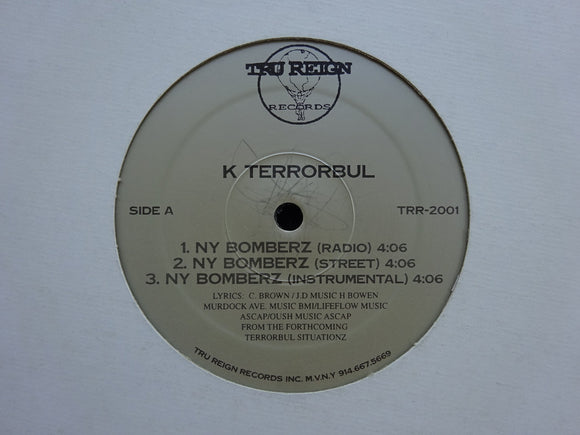 TRU REIGN
RECORDS
K TERRORBUL
SIDE A
TRR-2001
1. NY BOMBERZ (RADIO) 4:06
2. NY BOMBERZ (STREET) 4:06
3. NY BOMBERZ (INSTRUMENTAL) 4:06
LYRICS: C. BROWN / J.D MUSIC H BOWEN
MURDOCK AVE. MUSIC BMI/LIFEFLOW MUSIC
ASCAP/OUSH MUSIC ASCAP
FROM THE FORTHCOMING
TERRORBUL SITUATIONZ
TRU REIGN RECORDS INC. M.V.N.Y 914.667.5669